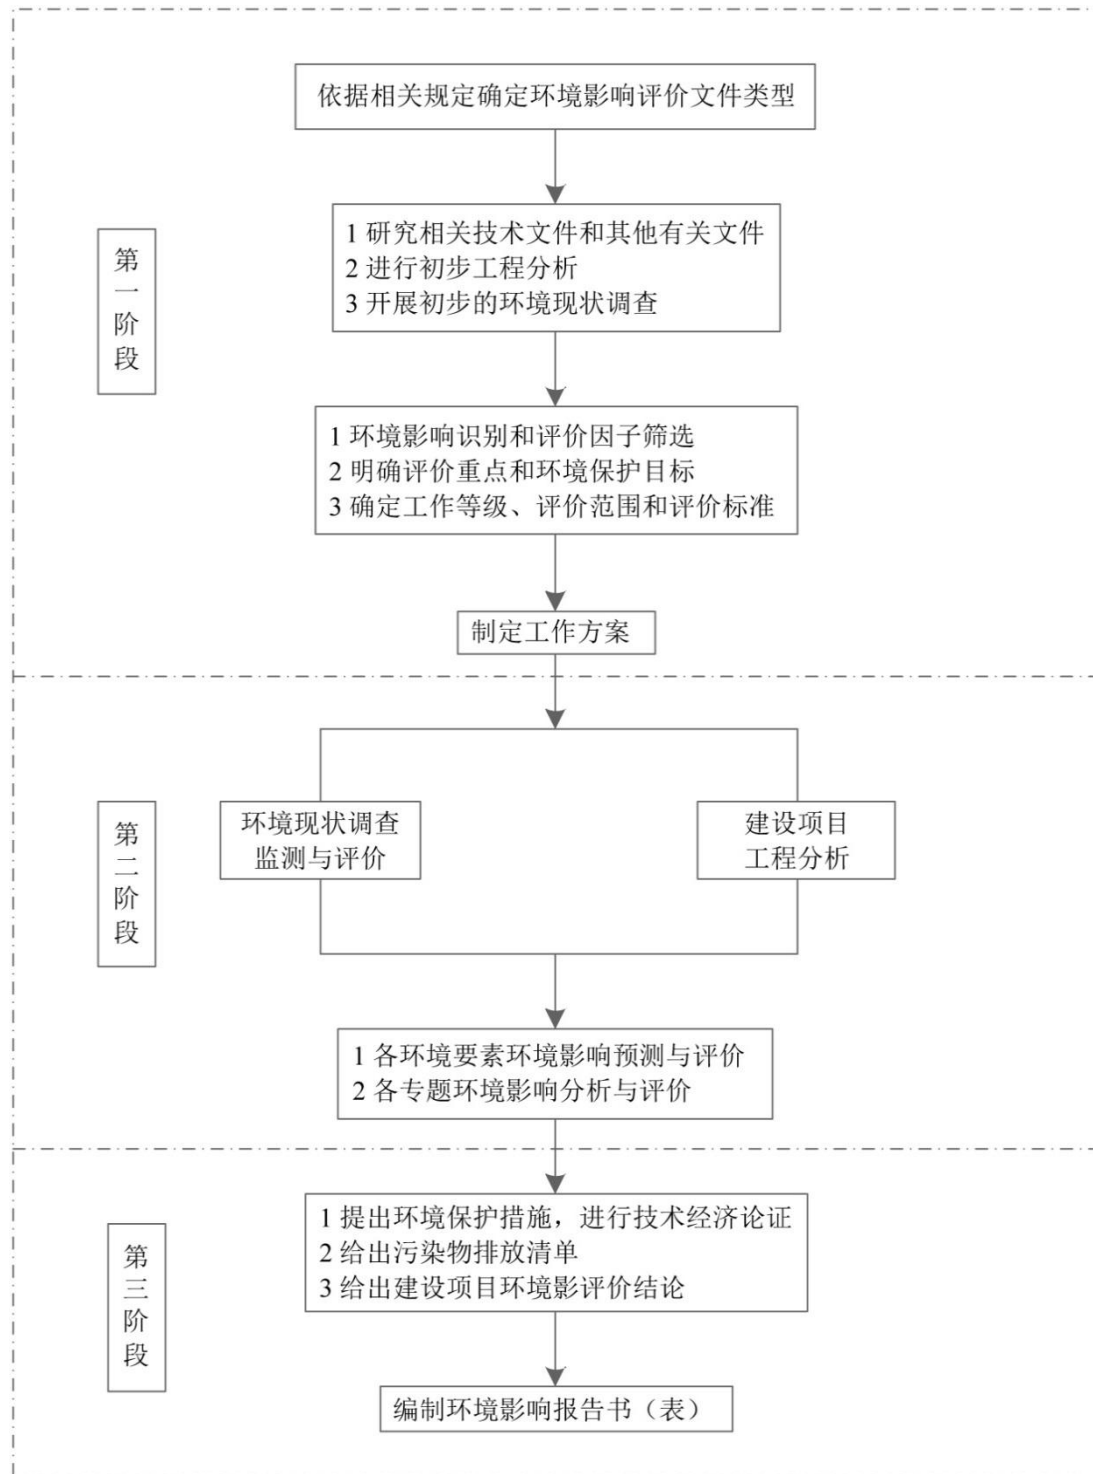 依据相关规定确定环境影响评价文件类型
第一阶段
1 研究相关技术文件和其他有关文件
2 进行初步工程分析
3 开展初步的环境现状调查
1 环境影响识别和评价因子筛选
2 明确评价重点和环境保护目标
3 确定工作等级、评价范围和评价标准
制定工作方案
第二阶段
环境现状调查
监测与评价
建设项目
工程分析
1 各环境要素环境影响预测与评价
2 各专题环境影响分析与评价
第三阶段
1 提出环境保护措施，进行技术经济论证
2 给出污染物排放清单
3 给出建设项目环境影评价结论
编制环境影响报告书（表）